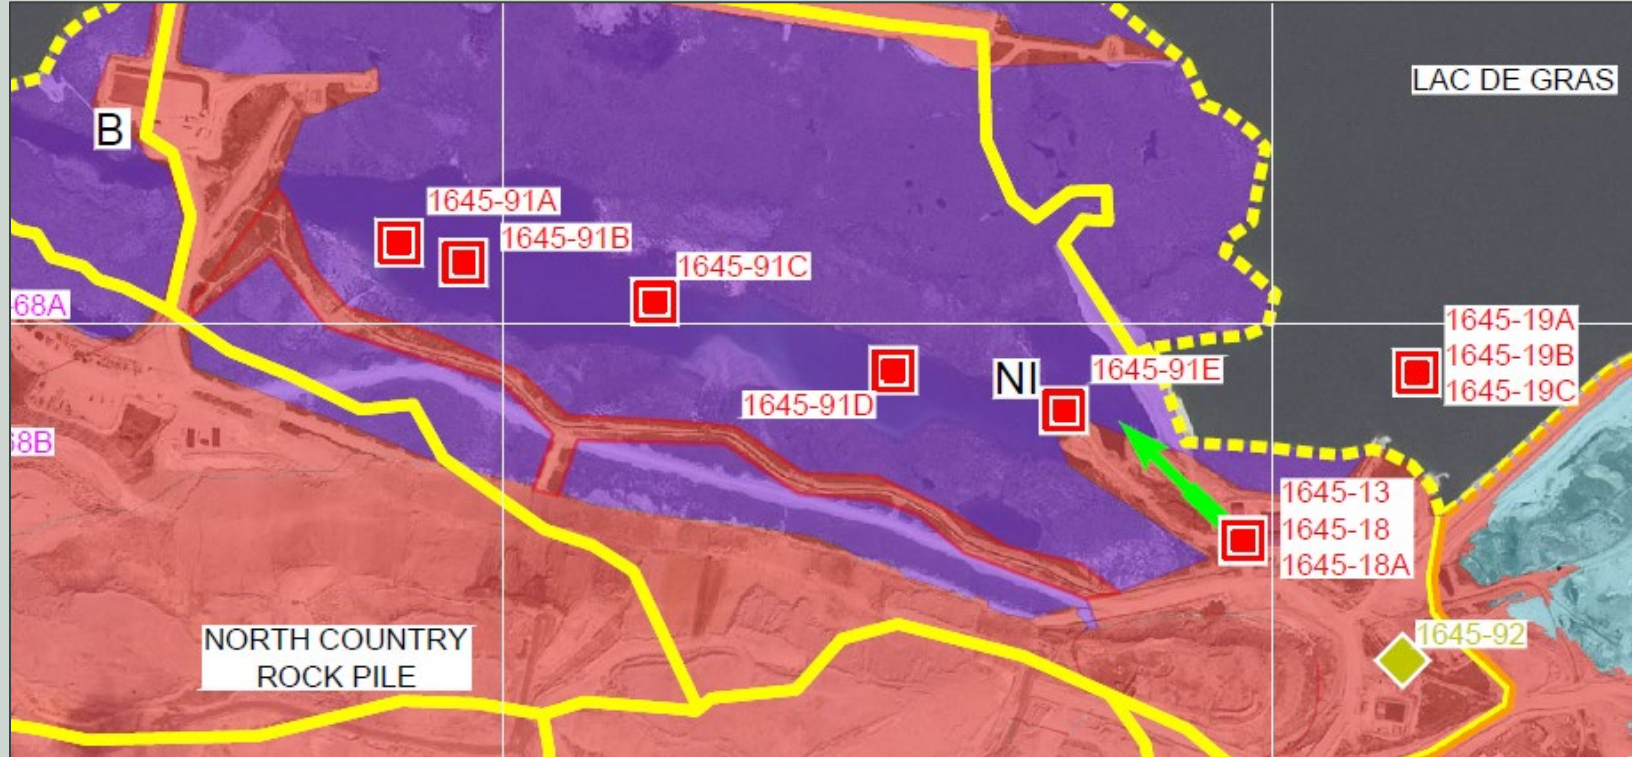 LAC DE GRAS
B
1645-91A
1645-91B
1645-91C
68A
1645-19A
1645-19B
1645-19C
NI
1645-91E
1645-91D
68B
1645-13
1645-18
1645-18A
1645-92
NORTH COUNTRY
ROCK PILE